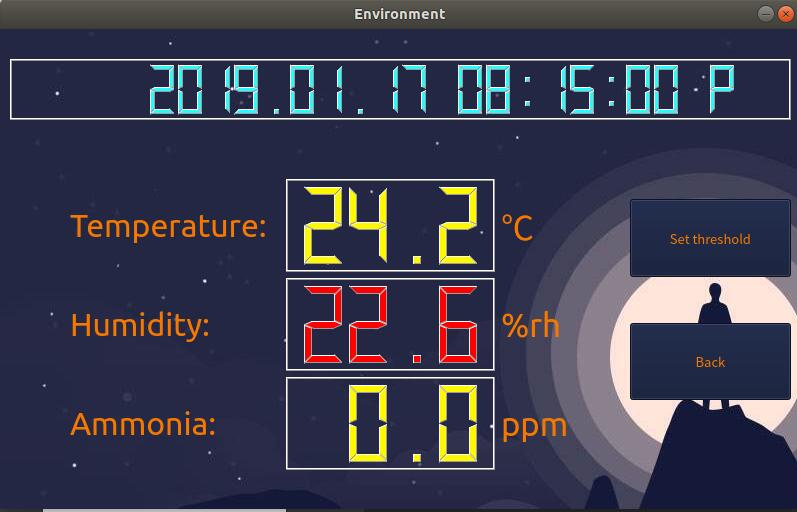 Environment
2019.01.17 08:15:00 P
Temperature: 24.2 °C
Set threshold
Humidity: 22.6 %rh
Back
Ammonia: 0.0 ppm